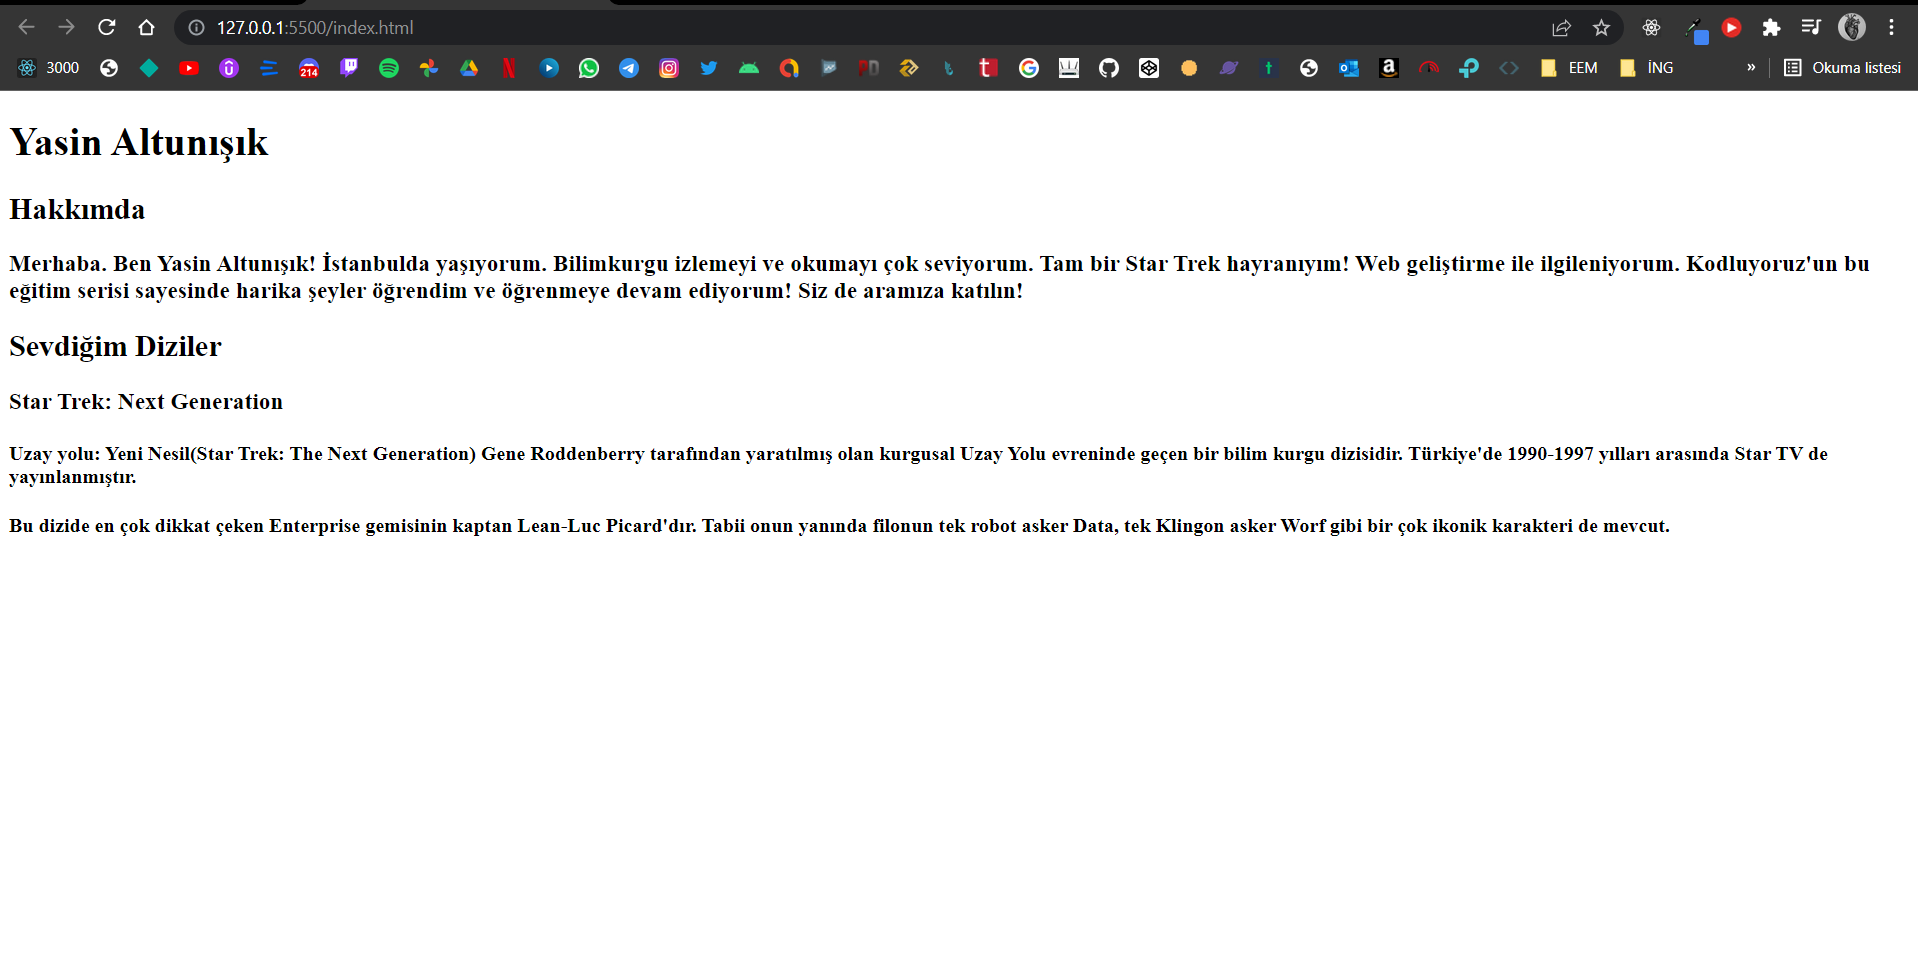 127.0.0.1:5500/index.html
3000
214
EEM
İNG
»
Okuma listesi
Yasin Altunışık
Hakkımda
Merhaba. Ben Yasin Altunışık! İstanbulda yaşıyorum. Bilimkurgu izlemeyi ve okumayı çok seviyorum. Tam bir Star Trek hayranıyım! Web geliştirme ile ilgileniyorum. Kodluyoruz'un bu
eğitim serisi sayesinde harika şeyler öğrendim ve öğrenmeye devam ediyorum! Siz de aramıza katılın!
Sevdiğim Diziler
Star Trek: Next Generation
Uzay yolu: Yeni Nesil(Star Trek: The Next Generation) Gene Roddenberry tarafından yaratılmış olan kurgusal Uzay Yolu evreninde geçen bir bilim kurgu dizisidir. Türkiye'de 1990-1997 yılları arasında Star TV de
yayınlanmıştır.
Bu dizide en çok dikkat çeken Enterprise gemisinin kaptan Lean-Luc Picard'dır. Tabii onun yanında filonun tek robot asker Data, tek Klingon asker Worf gibi bir çok ikonik karakteri de mevcut.